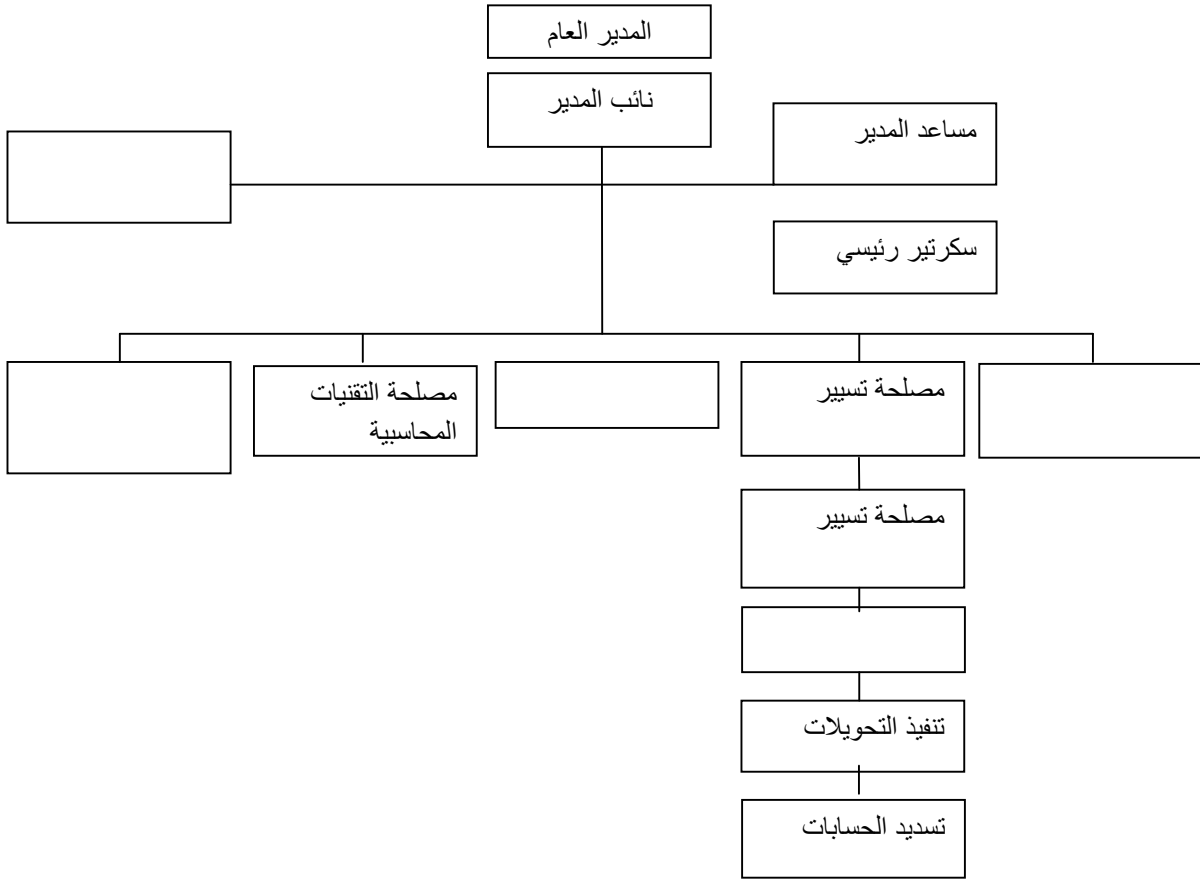 المدير العام
نائب المدير
مساعد المدير
سكرتير رئيسي
مصلحة تسيير
مصلحة التقنيات
المحاسبية
مصلحة تسيير
تنفيذ التحويلات
تسديد الحسابات